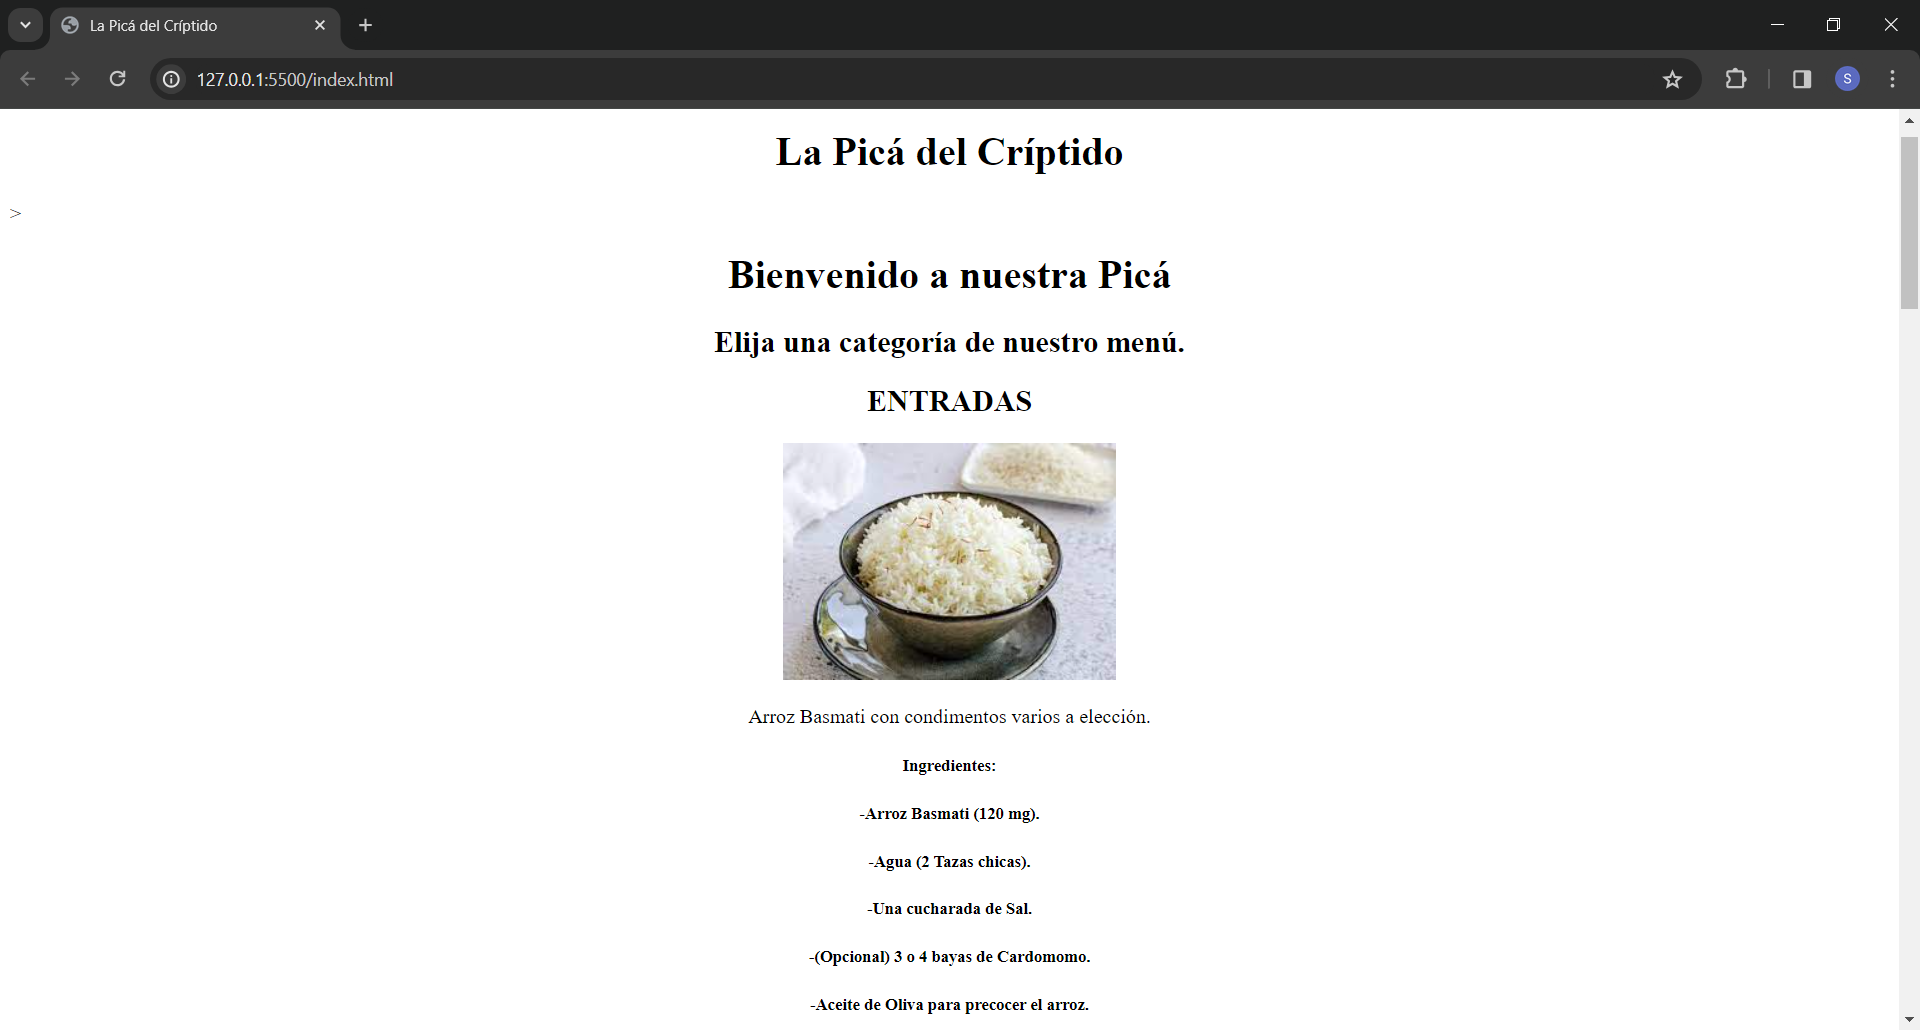 La Picá del Críptido
127.0.0.1:5500/index.html
S
La Picá del Críptido
>
Bienvenido a nuestra Picá
Elija una categoría de nuestro menú.
ENTRADAS
Arroz Basmati con condimentos varios a elección.
Ingredientes:
-Arroz Basmati (120 mg).
-Agua (2 Tazas chicas).
-Una cucharada de Sal.
-(Opcional) 3 o 4 bayas de Cardomomo.
-Aceite de Oliva para precocer el arroz.